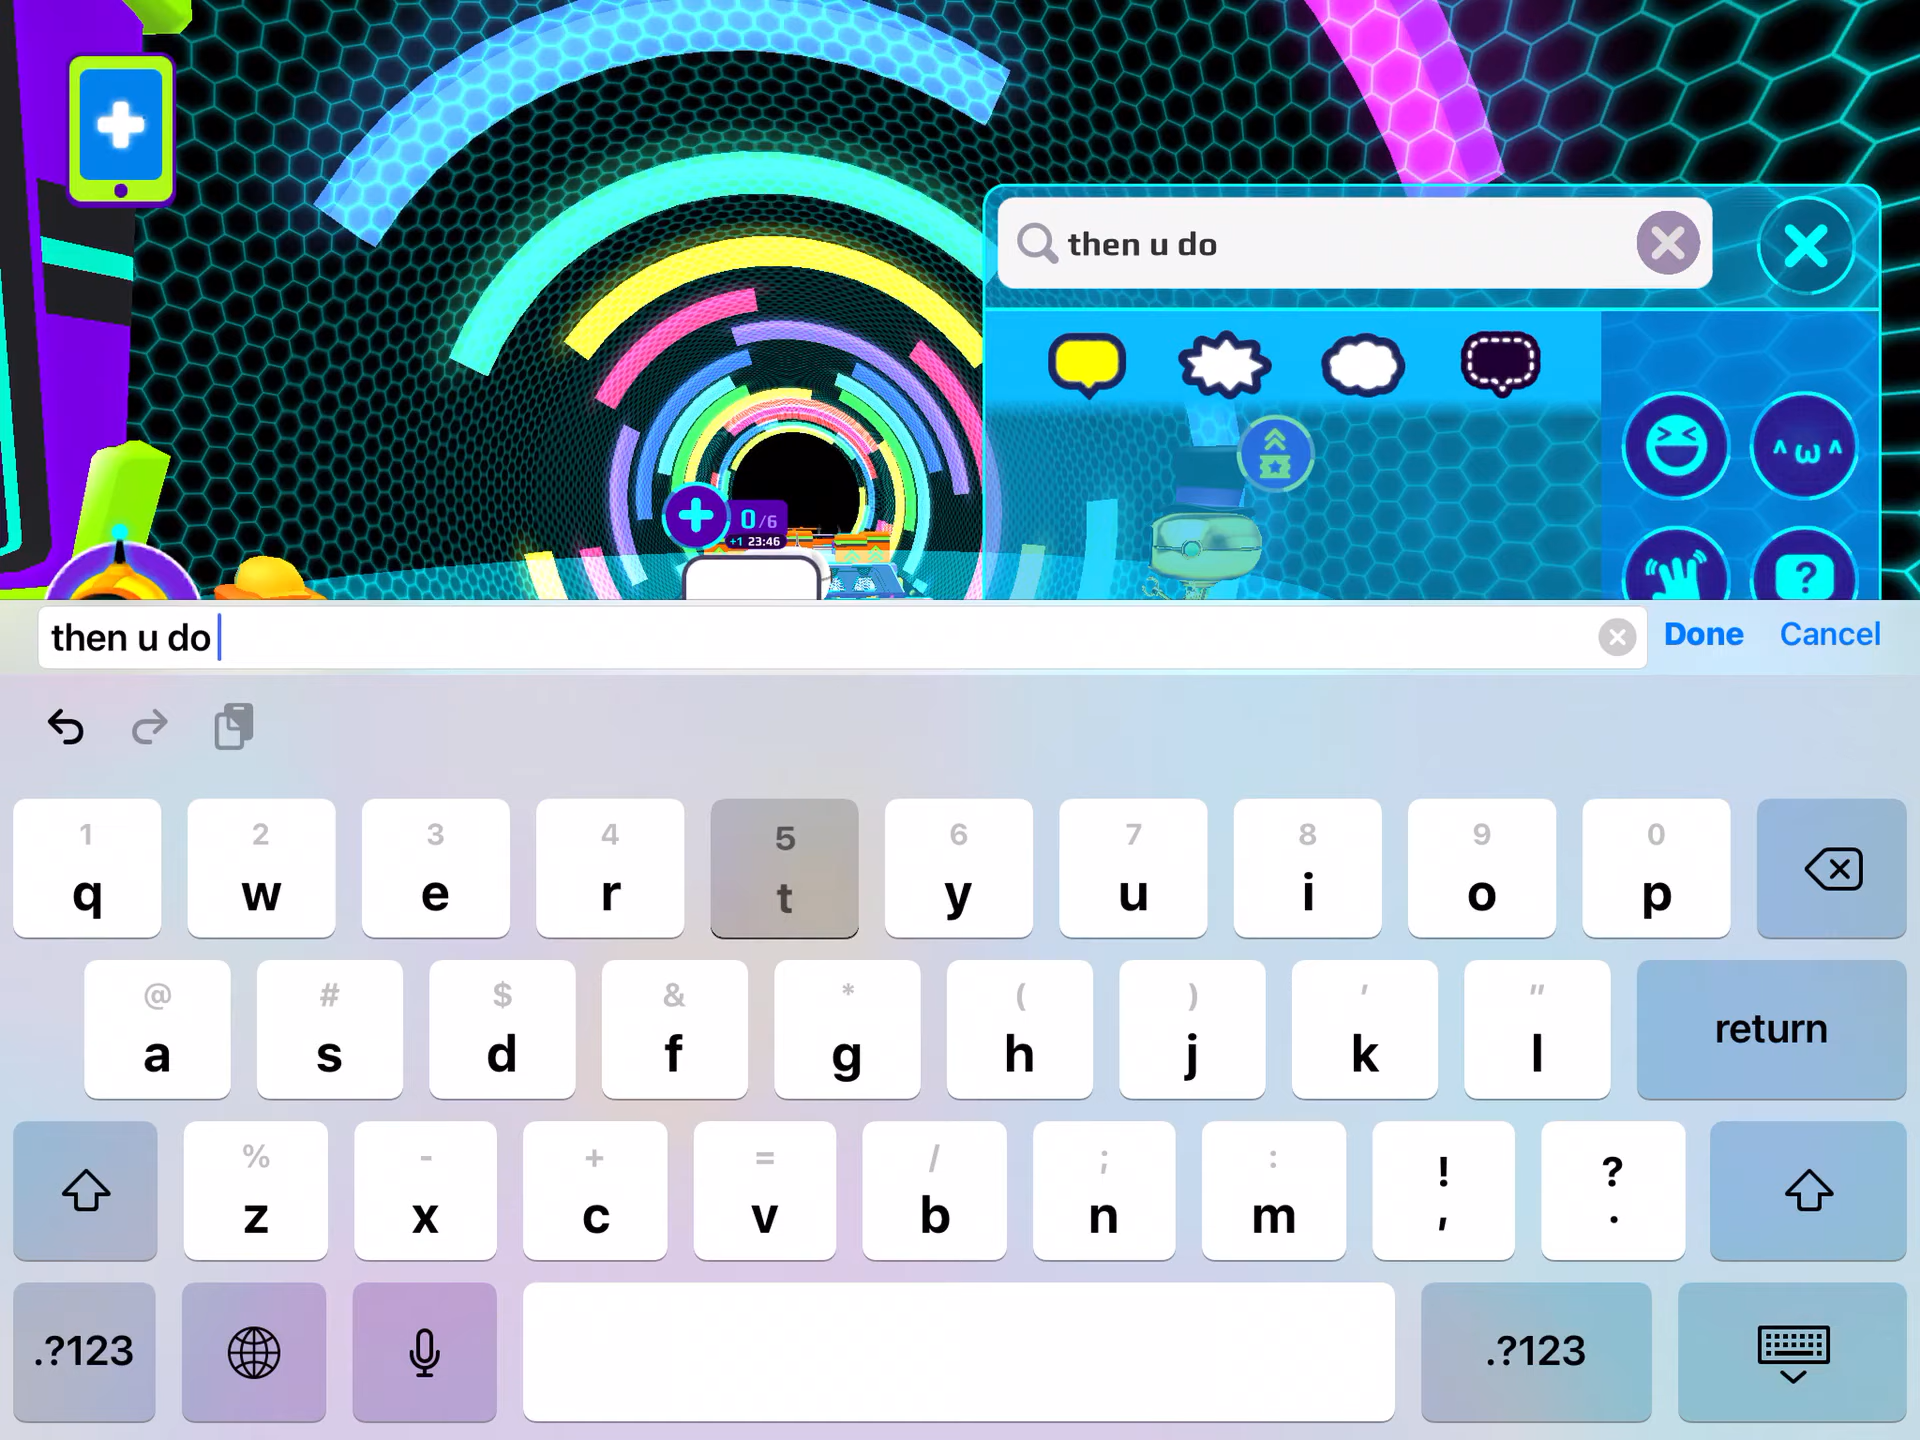 then u do
^ω^
?
0/6
+1 23:46
then u do
Done
Cancel
1 2 3 4 5 6 7 8 9 0
q w e r t y u i o p
@ # $ & * ( ) ' "
a s d f g h j k l
return
% - + = / ; : ! ?
z x c v b n m , .
.?123
.?123